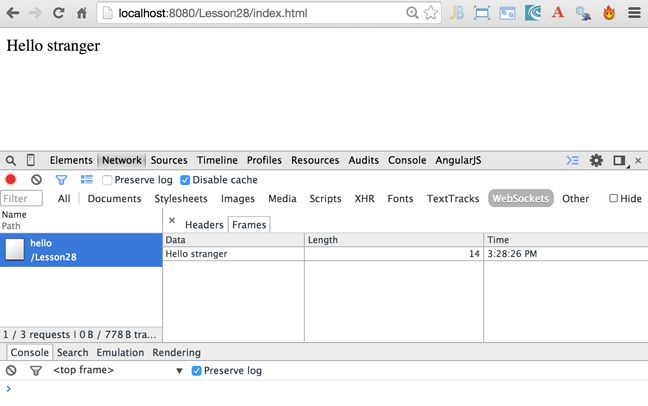 localhost:8080/Lesson28/index.html
JB
A
Hello stranger
Elements Network Sources Timeline Profiles Resources Audits Console AngularJS
Preserve log Disable cache
Filter All Documents Stylesheets Images Media Scripts XHR Fonts TextTracks WebSockets Other Hide
Name
Path
× Headers Frames
Data Length Time
hello
/Lesson28
Hello stranger 14 3:28:26 PM
1 / 3 requests | 0 B / 778 B tra...
Console Search Emulation Rendering
<top frame> Preserve log
>